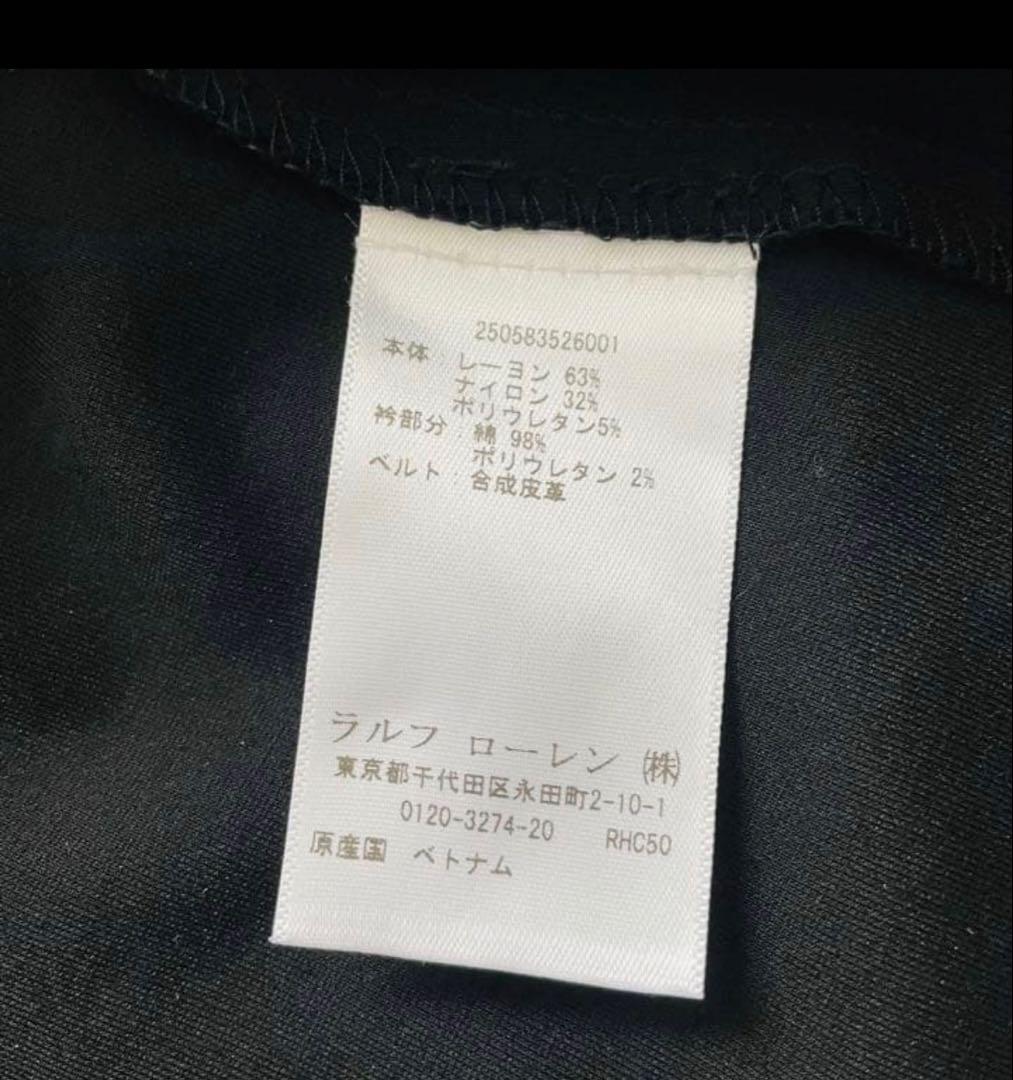 250583526001
本体 レーヨン 63%
ナイロン 32%
ポリウレタン5%
衿部分 : 綿 98%
ポリウレタン 2%
ベルト : 合成皮革
ラルフ ローレン ㈱
東京都千代田区永田町2-10-1
0120-3274-20 RHC50
原産国 ベトナム